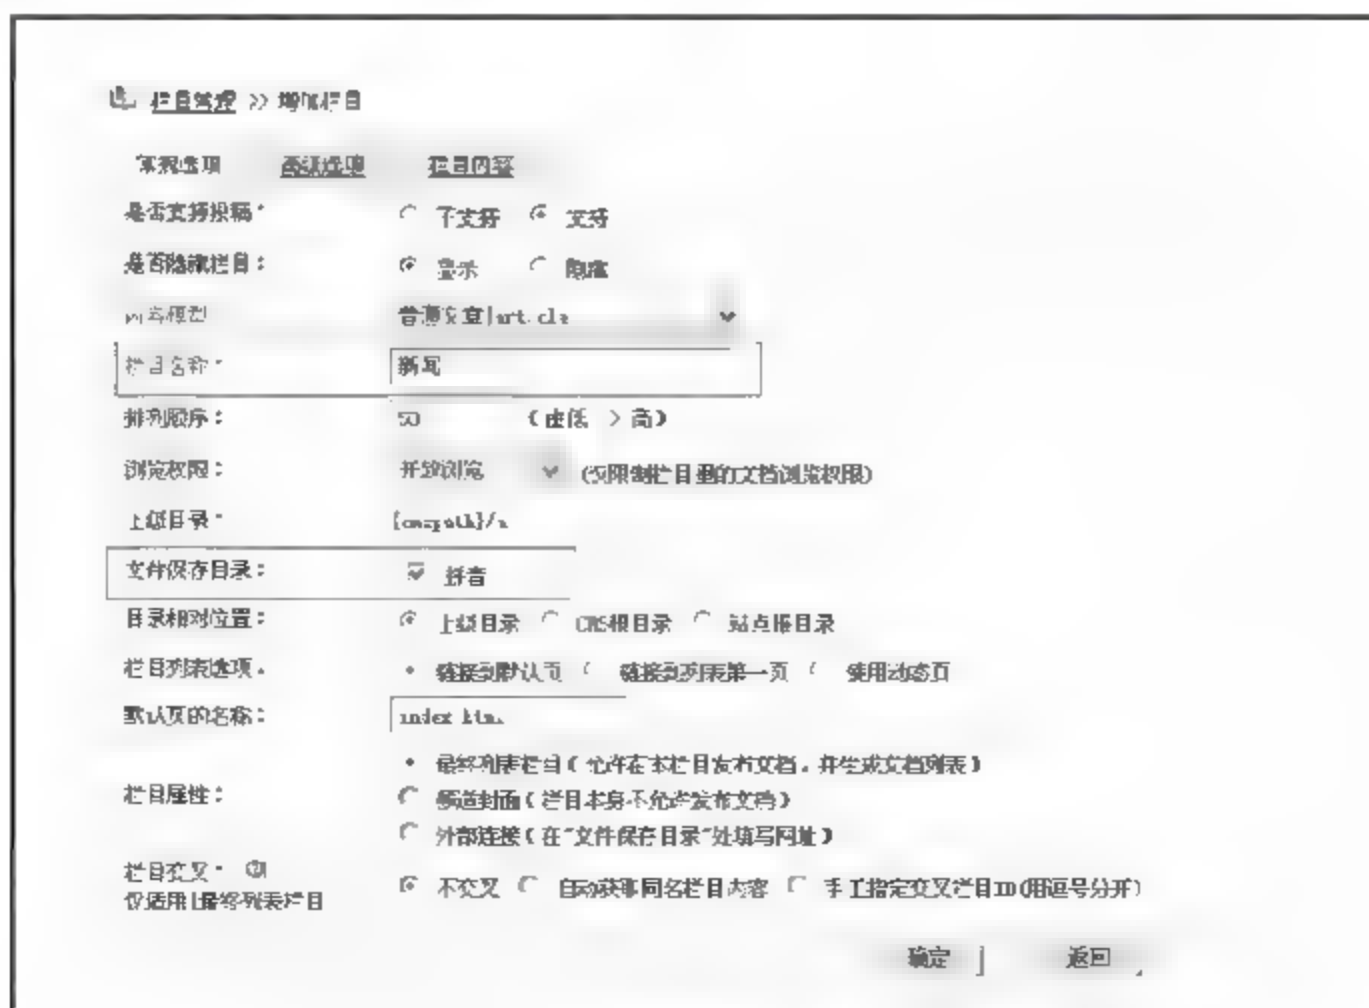 栏目管理 >> 增加栏目
常规选项 高级选项 栏目内容
是否支持投稿： 不支持 支持
是否隐藏栏目： 显示 隐藏
内容模型 普通文章|article
栏目名称： 新闻
排列顺序： 50 （由低 -> 高）
浏览权限： 开放浏览 (仅限制栏目里的文档浏览权限)
上级目录： {cmspath}/a
文件保存目录： 拼音
目录相对位置： 上级目录 CMS根目录 站点根目录
栏目列表选项： 链接到默认页 链接到列表第一页 使用动态页
默认页的名称： index.html
最终列表栏目（允许在本栏目发布文档，并生成文档列表）
栏目属性： 频道封面（栏目本身不允许发布文档）
外部连接（在"文件保存目录"处填写网址）
栏目交叉：
仅适用[最终列表栏目 不交叉 自动获取同名栏目内容 手工指定交叉栏目ID(用逗号分开)
确定 返回